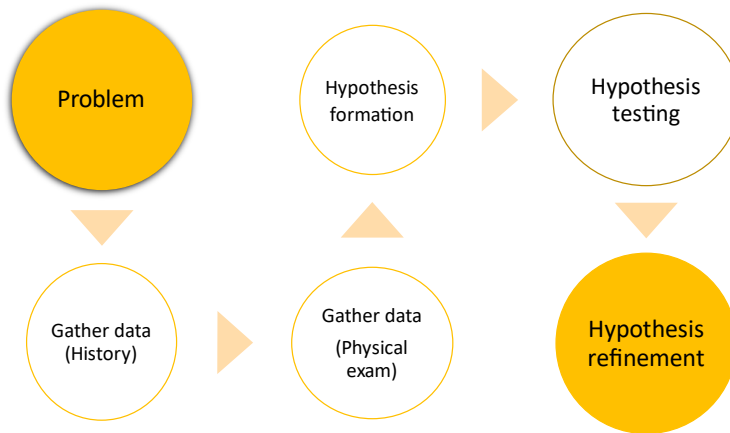 Problem
Gather data
(History)
Gather data
(Physical
exam)
Hypothesis
formation
Hypothesis
testing
Hypothesis
refinement